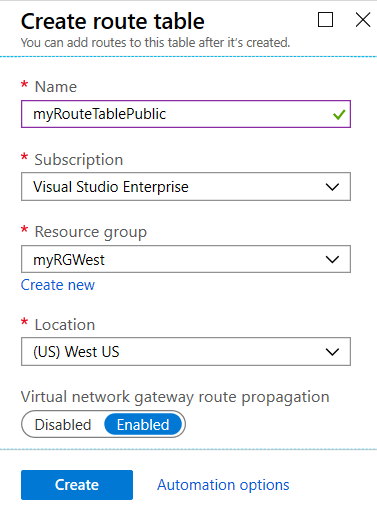 Create route table
You can add routes to this table after it's created.
* Name
myRouteTablePublic
* Subscription
Visual Studio Enterprise
* Resource group
myRGWest
Create new
* Location
(US) West US
Virtual network gateway route propagation
Disabled Enabled
Create Automation options